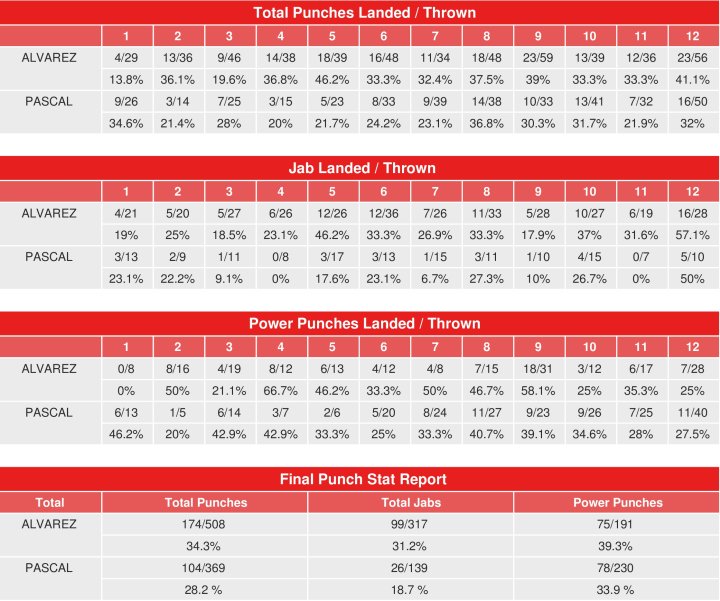 Total Punches Landed / Thrown
1 2 3 4 5 6 7 8 9 10 11 12
ALVAREZ 4/29 13/36 9/46 14/38 18/39 16/48 11/34 18/48 23/59 13/39 12/36 23/56
13.8% 36.1% 19.6% 36.8% 46.2% 33.3% 32.4% 37.5% 39% 33.3% 33.3% 41.1%
PASCAL 9/26 3/14 7/25 3/15 5/23 8/33 9/39 14/38 10/33 13/41 7/32 16/50
34.6% 21.4% 28% 20% 21.7% 24.2% 23.1% 36.8% 30.3% 31.7% 21.9% 32%
Jab Landed / Thrown
1 2 3 4 5 6 7 8 9 10 11 12
ALVAREZ 4/21 5/20 5/27 6/26 12/26 12/36 7/26 11/33 5/28 10/27 6/19 16/28
19% 25% 18.5% 23.1% 46.2% 33.3% 26.9% 33.3% 17.9% 37% 31.6% 57.1%
PASCAL 3/13 2/9 1/11 0/8 3/17 3/13 1/15 3/11 1/10 4/15 0/7 5/10
23.1% 22.2% 9.1% 0% 17.6% 23.1% 6.7% 27.3% 10% 26.7% 0% 50%
Power Punches Landed / Thrown
1 2 3 4 5 6 7 8 9 10 11 12
ALVAREZ 0/8 8/16 4/19 8/12 6/13 4/12 4/8 7/15 18/31 3/12 6/17 7/28
0% 50% 21.1% 66.7% 46.2% 33.3% 50% 46.7% 58.1% 25% 35.3% 25%
PASCAL 6/13 1/5 6/14 3/7 2/6 5/20 8/24 11/27 9/23 9/26 7/25 11/40
46.2% 20% 42.9% 42.9% 33.3% 25% 33.3% 40.7% 39.1% 34.6% 28% 27.5%
Final Punch Stat Report
Total Total Punches Total Jabs Power Punches
ALVAREZ 174/508 99/317 75/191
34.3% 31.2% 39.3%
PASCAL 104/369 26/139 78/230
28.2 % 18.7 % 33.9 %